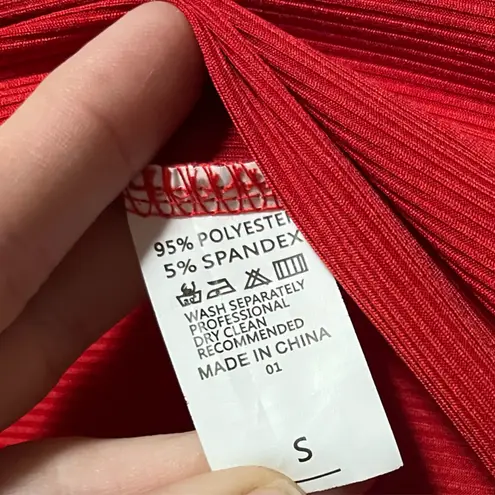 95% POLYESTER
5% SPANDEX
WASH SEPARATELY
PROFESSIONAL
DRY CLEAN
RECOMMENDED
MADE IN CHINA
01
S